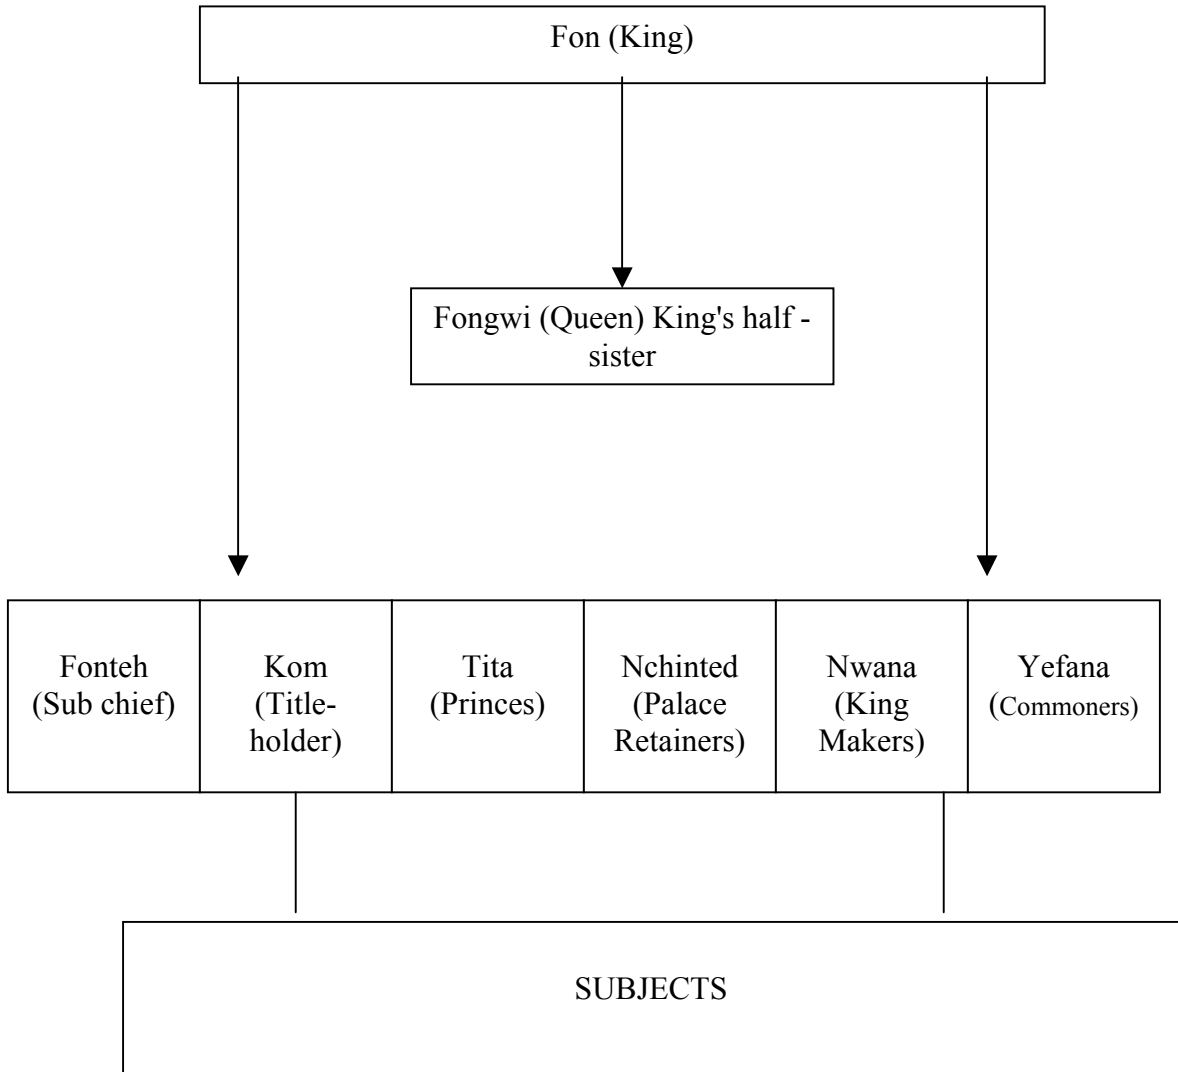 Fon (King)
Fongwi (Queen) King's half -
sister
Fonteh
(Sub chief)
Kom
(Title-
holder)
Tita
(Princes)
Nchinted
(Palace
Retainers)
Nwana
(King
Makers)
Yefana
(Commoners)
SUBJECTS